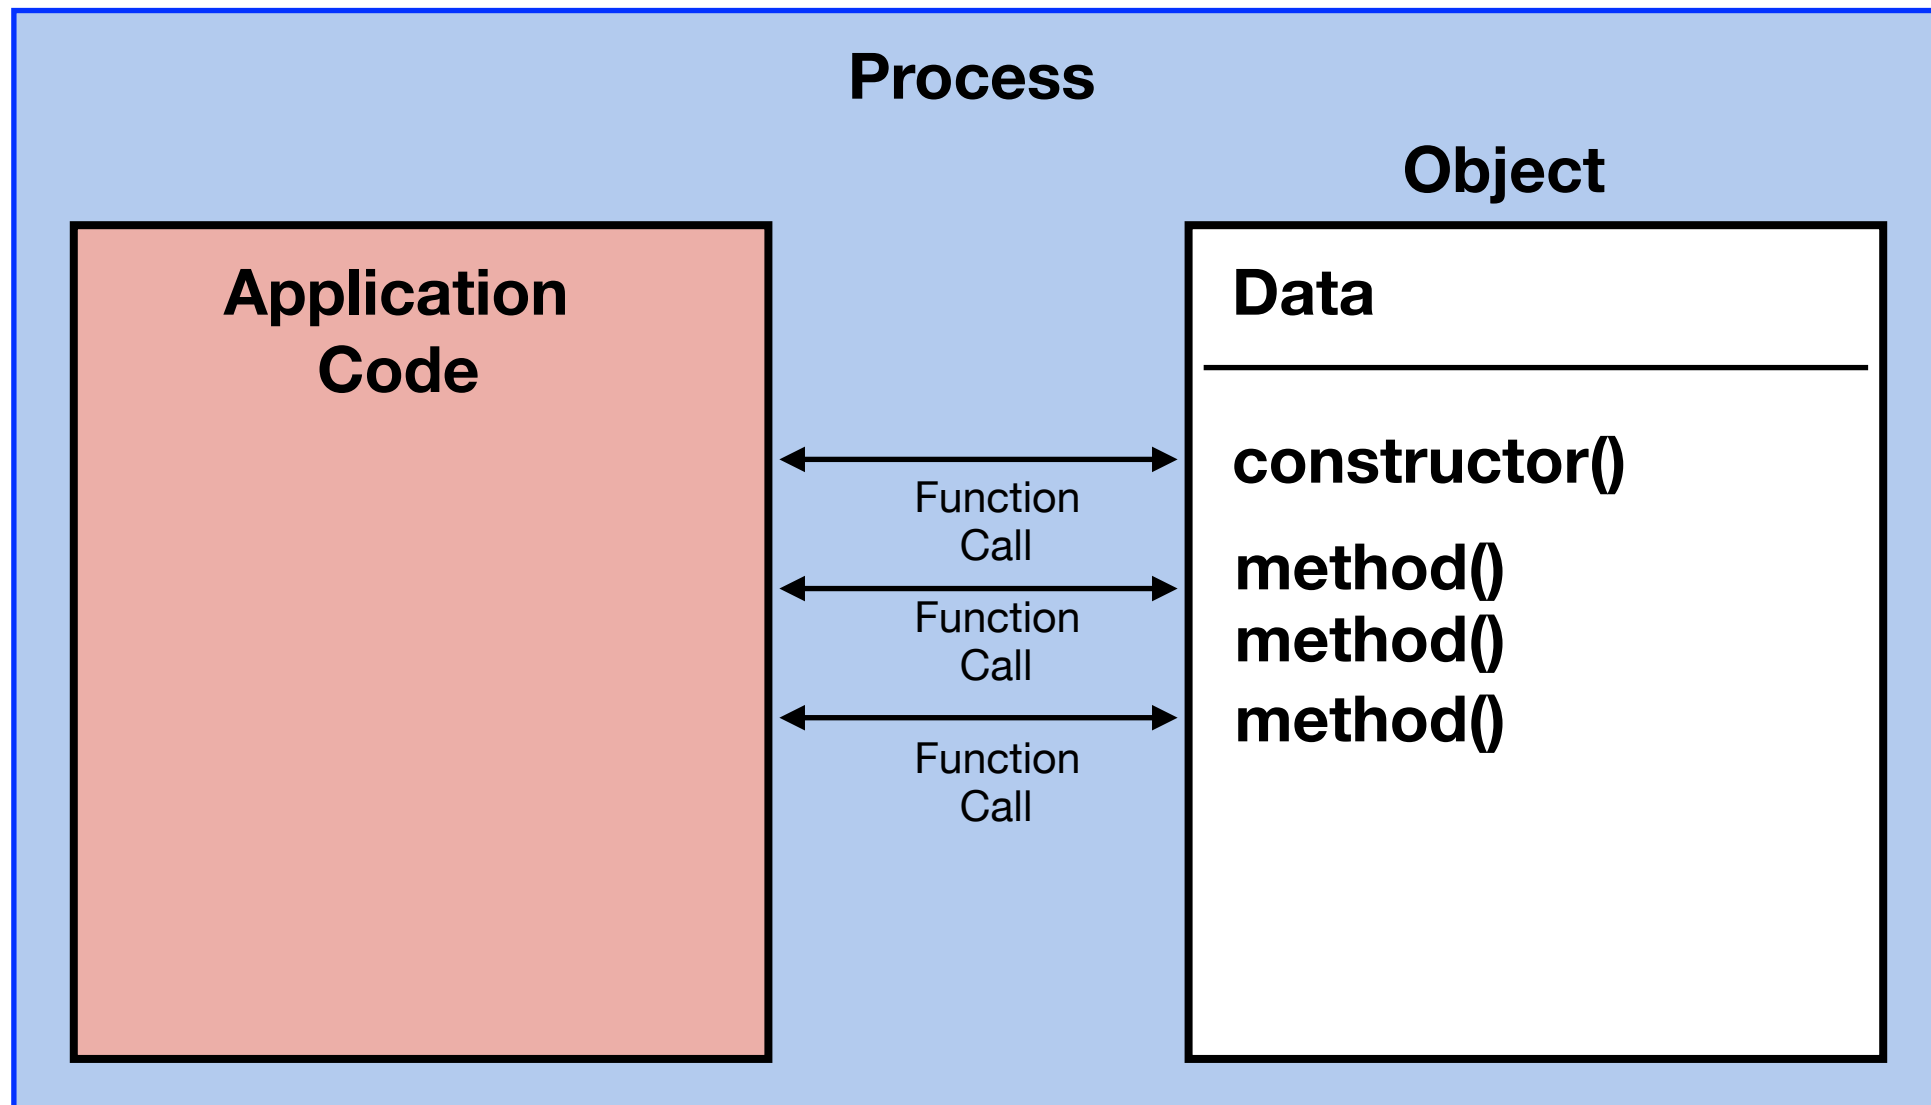 Process
Object
Application
Code
Data
constructor()
Function
Call
method()
Function
Call
method()
method()
Function
Call